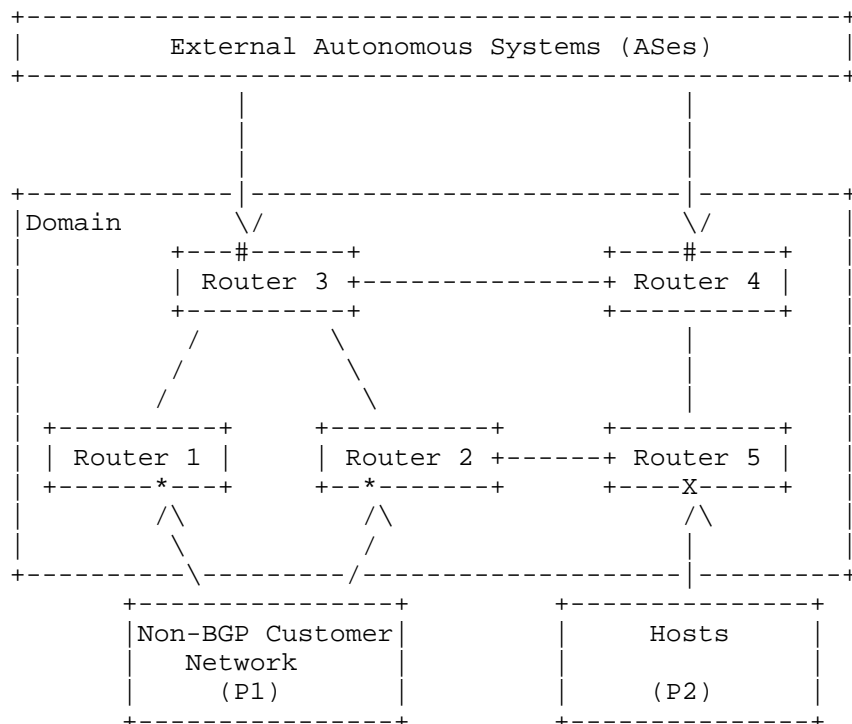 External Autonomous Systems (ASes)
Domain
#
#
Router 3
Router 4
Router 1
Router 2
Router 5
*
*
X
Non-BGP Customer
Hosts
Network
(P1)
(P2)